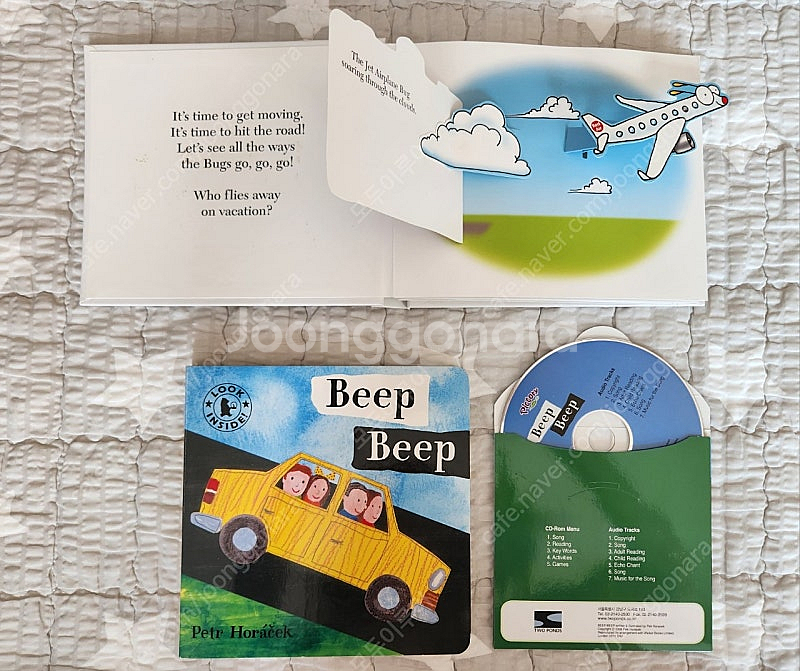 It's time to get moving.
It's time to hit the road!
Let's see all the ways
the Bugs go, go, go!
Who flies away
on vacation?
The Jet Airplane Bug
soaring through the clouds.
Joonggonara
LOOK
INSIDE!
Beep
Beep
Petr Horáček
Audio Tracks
Beep
Beep
CD-Rom Menu
1. Song
2. Reading
3. Key Words
4. Activities
5. Games
Audio Tracks
1. Copyright
2. Song
3. Adult Reading
4. Child Reading
5. Echo Chant
6. Song
7. Music for the Song
TWO PONDS